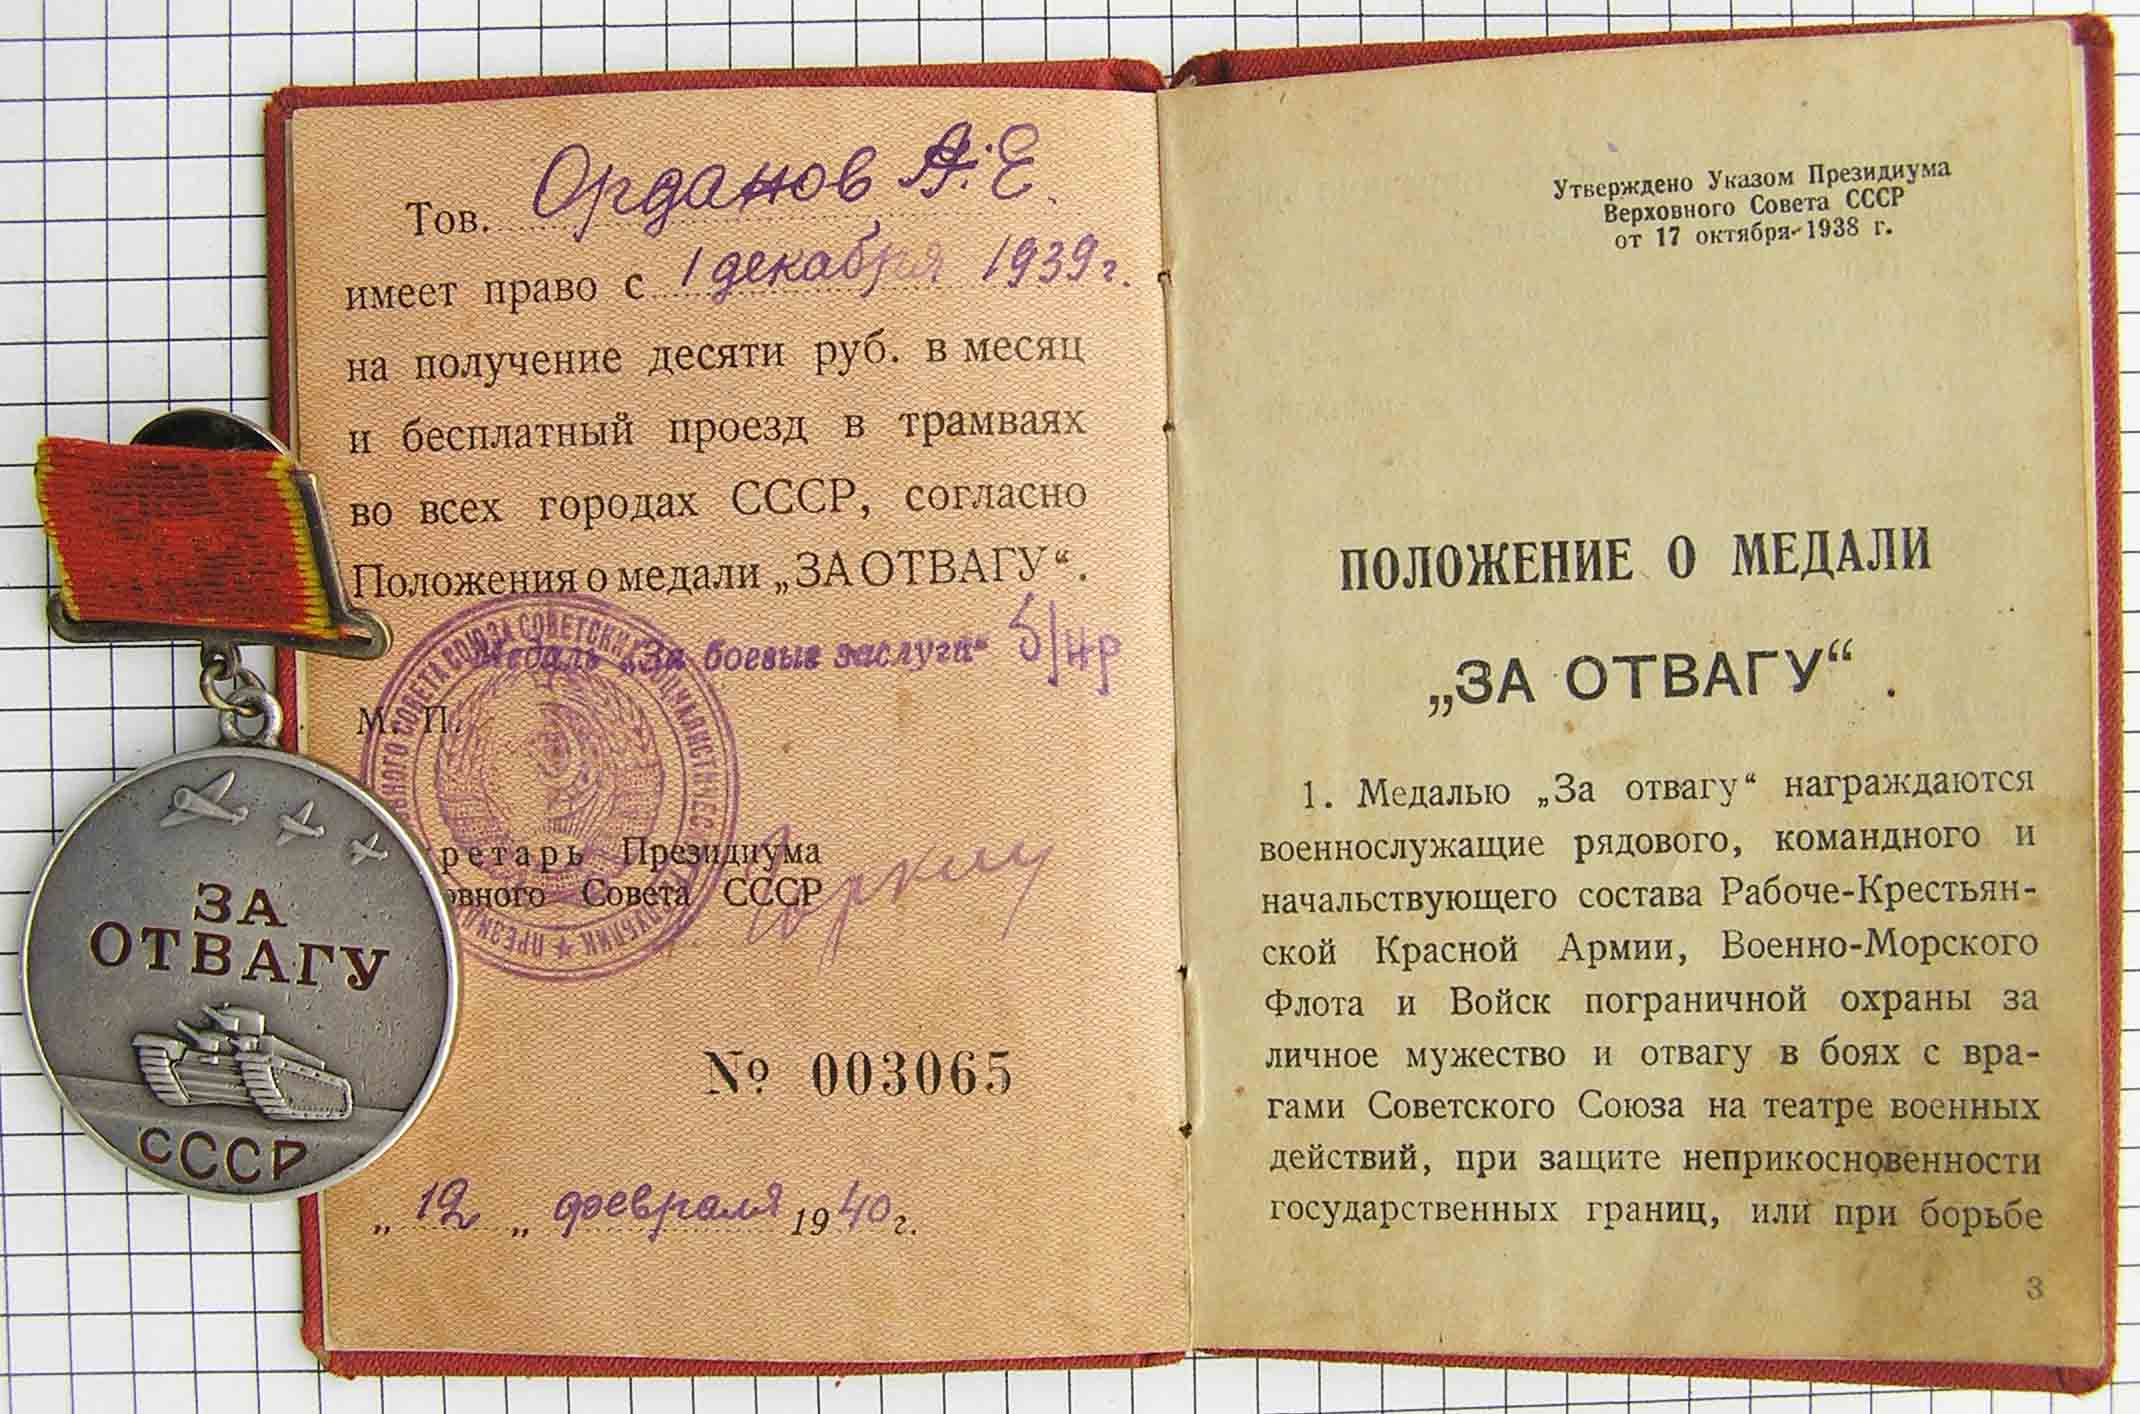 Тов. Орданов А. Е.
имеет право с 1 декабря 1939 г.
на получение десяти руб. в месяц
и бесплатный проезд в трамваях
во всех городах СССР, согласно
Положения о медали „ЗА ОТВАГУ“.
Медаль „За боевые заслуги“ б/нр
М. П.
ретарь Президиума
овного Совета СССР
№ 003065
„ 12 „ февраля 1940 г.
ЗА
ОТВАГУ
СССР
Утверждено Указом Президиума
Верховного Совета СССР
от 17 октября 1938 г.
ПОЛОЖЕНИЕ О МЕДАЛИ
„ЗА ОТВАГУ“.
1. Медалью „За отвагу“ награждаются
военнослужащие рядового, командного и
начальствующего состава Рабоче-Крестьян-
ской Красной Армии, Военно-Морского
Флота и Войск пограничной охраны за
личное мужество и отвагу в боях с вра-
гами Советского Союза на театре военных
действий, при защите неприкосновенности
государственных границ, или при борьбе
3